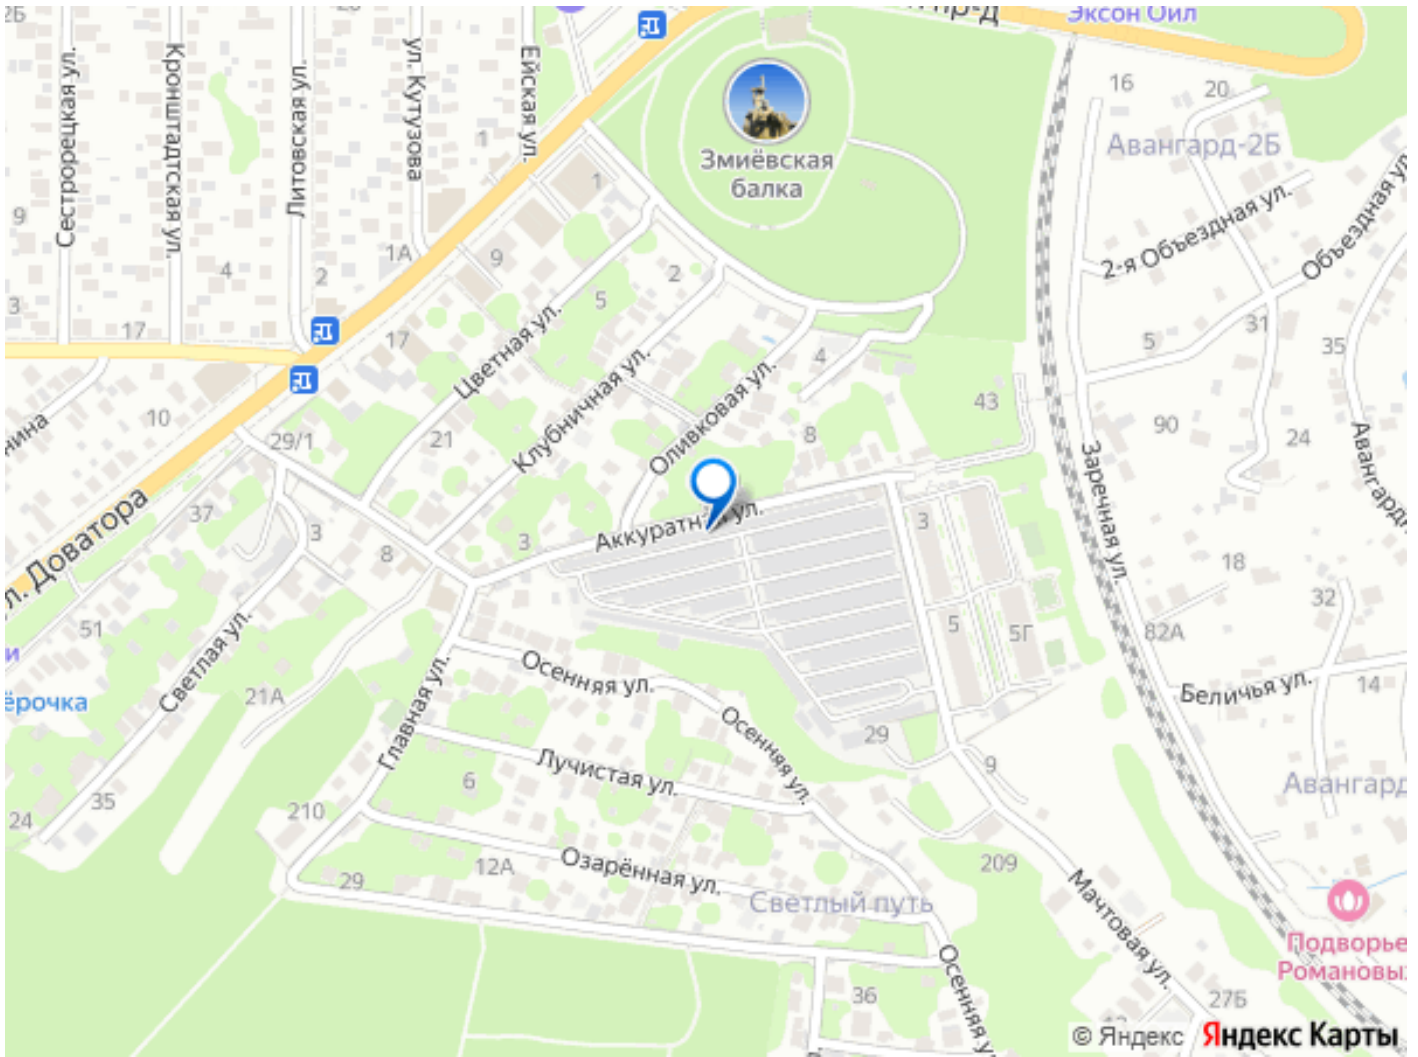 2Б
пр-д
Эксон Ойл
Сестрорецкая ул.
Кронштадтская ул.
Литовская ул.
ул. Кутузова
Ейская ул.
1
1
16
20
Авангард-2Б
Змиёвская
балка
9
4
2
1А
9
5
2
2-я Объездная ул.
Объездная ул.
3
17
17
31
35
5
4
Цветная ул.
Клубничная ул.
Оливковая ул.
43
10
29/1
21
8
90
24
нина
37
3
8
3
Аккуратная ул.
3
Заречная ул.
18
л. Доватора
51
5
5Г
82А
32
и
ёрочка
Светлая ул.
21А
Главная ул.
Осенняя ул.
Осенняя ул.
29
9
Беличья ул.
14
Лучистая ул.
6
24
35
210
Авангард
29
12А
Озарённая ул.
Светлый путь
209
Мачтовая ул.
Подворье
Осенняя у
36
27Б
© Яндекс
Яндекс Карты